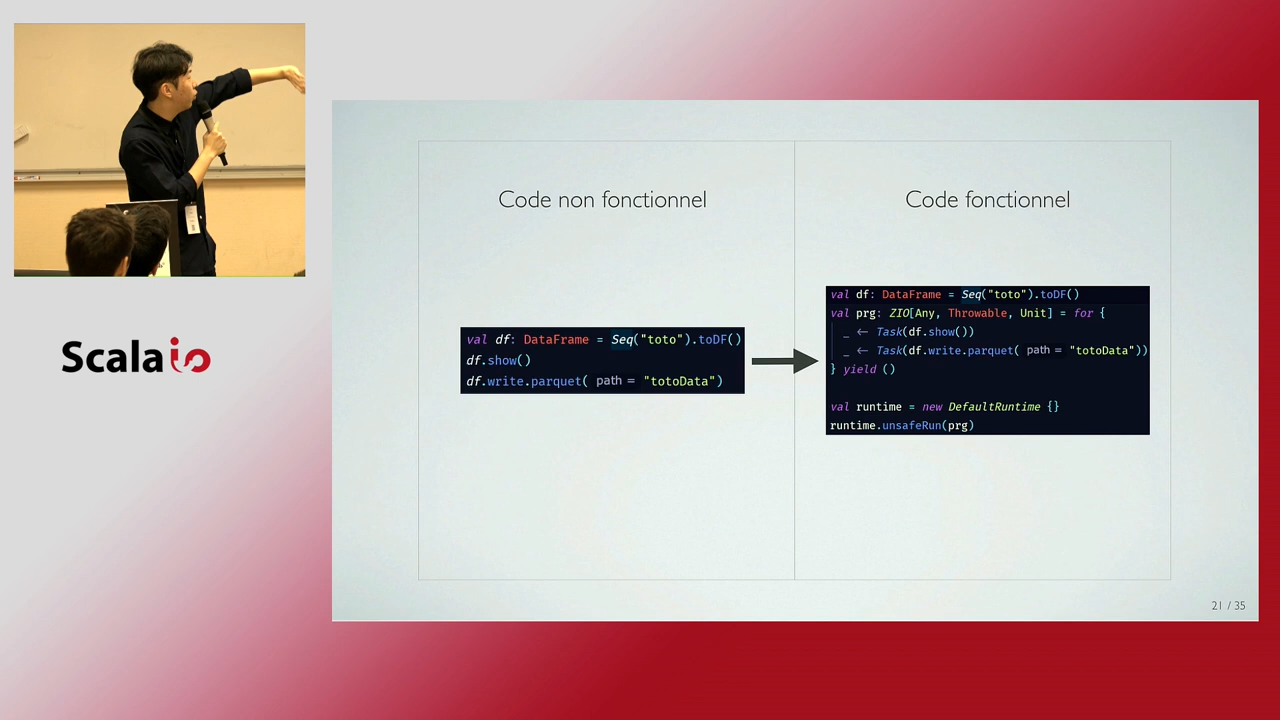 Scala io
Code non fonctionnel
val df: DataFrame = Seq("toto").toDF()
df.show()
df.write.parquet( path = "totoData")
Code fonctionnel
val df: DataFrame = Seq("toto").toDF()
val prg: ZIO[Any, Throwable, Unit] = for {
_ ← Task(df.show())
_ ← Task(df.write.parquet( path = "totoData"))
} yield ()
val runtime = new DefaultRuntime {}
runtime.unsafeRun(prg)
21 / 35